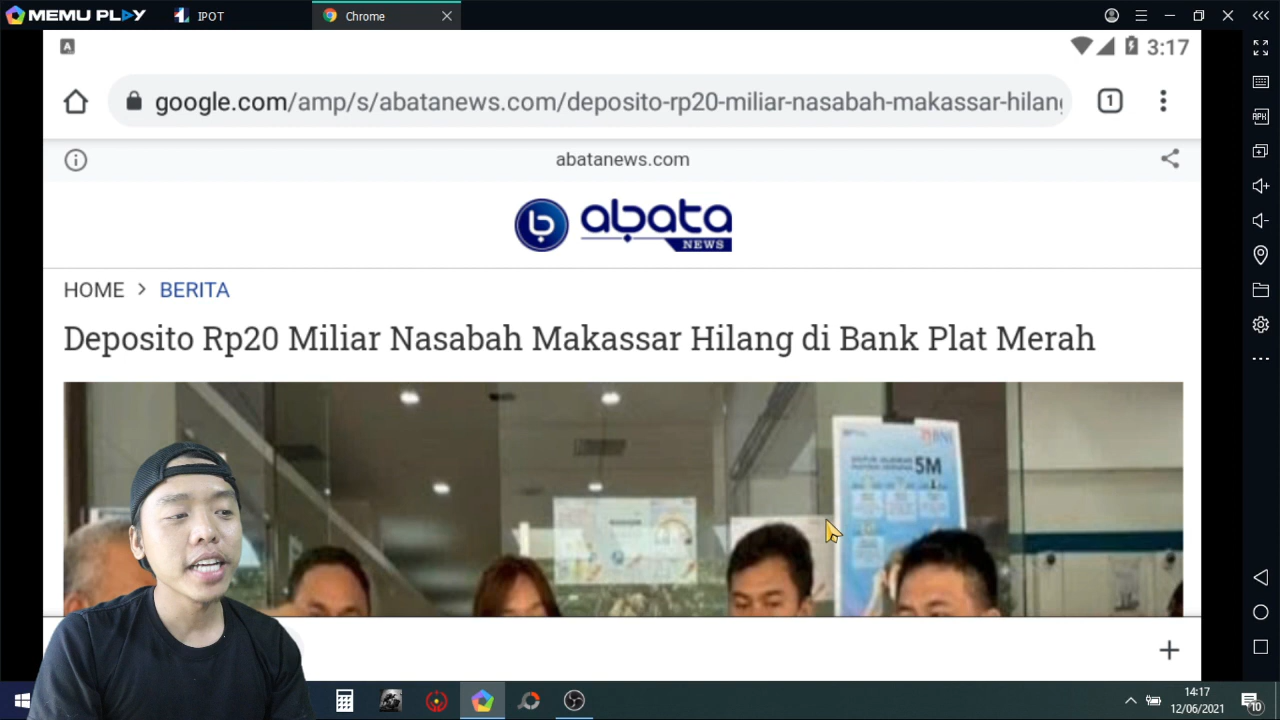 MEMU PLAY
IPOT
Chrome
3:17
google.com/amp/s/abatanews.com/deposito-rp20-miliar-nasabah-makassar-hilang
1
abatanews.com
abata
NEWS
HOME > BERITA
Deposito Rp20 Miliar Nasabah Makassar Hilang di Bank Plat Merah
BNI
5M
14:17
12/06/2021
10